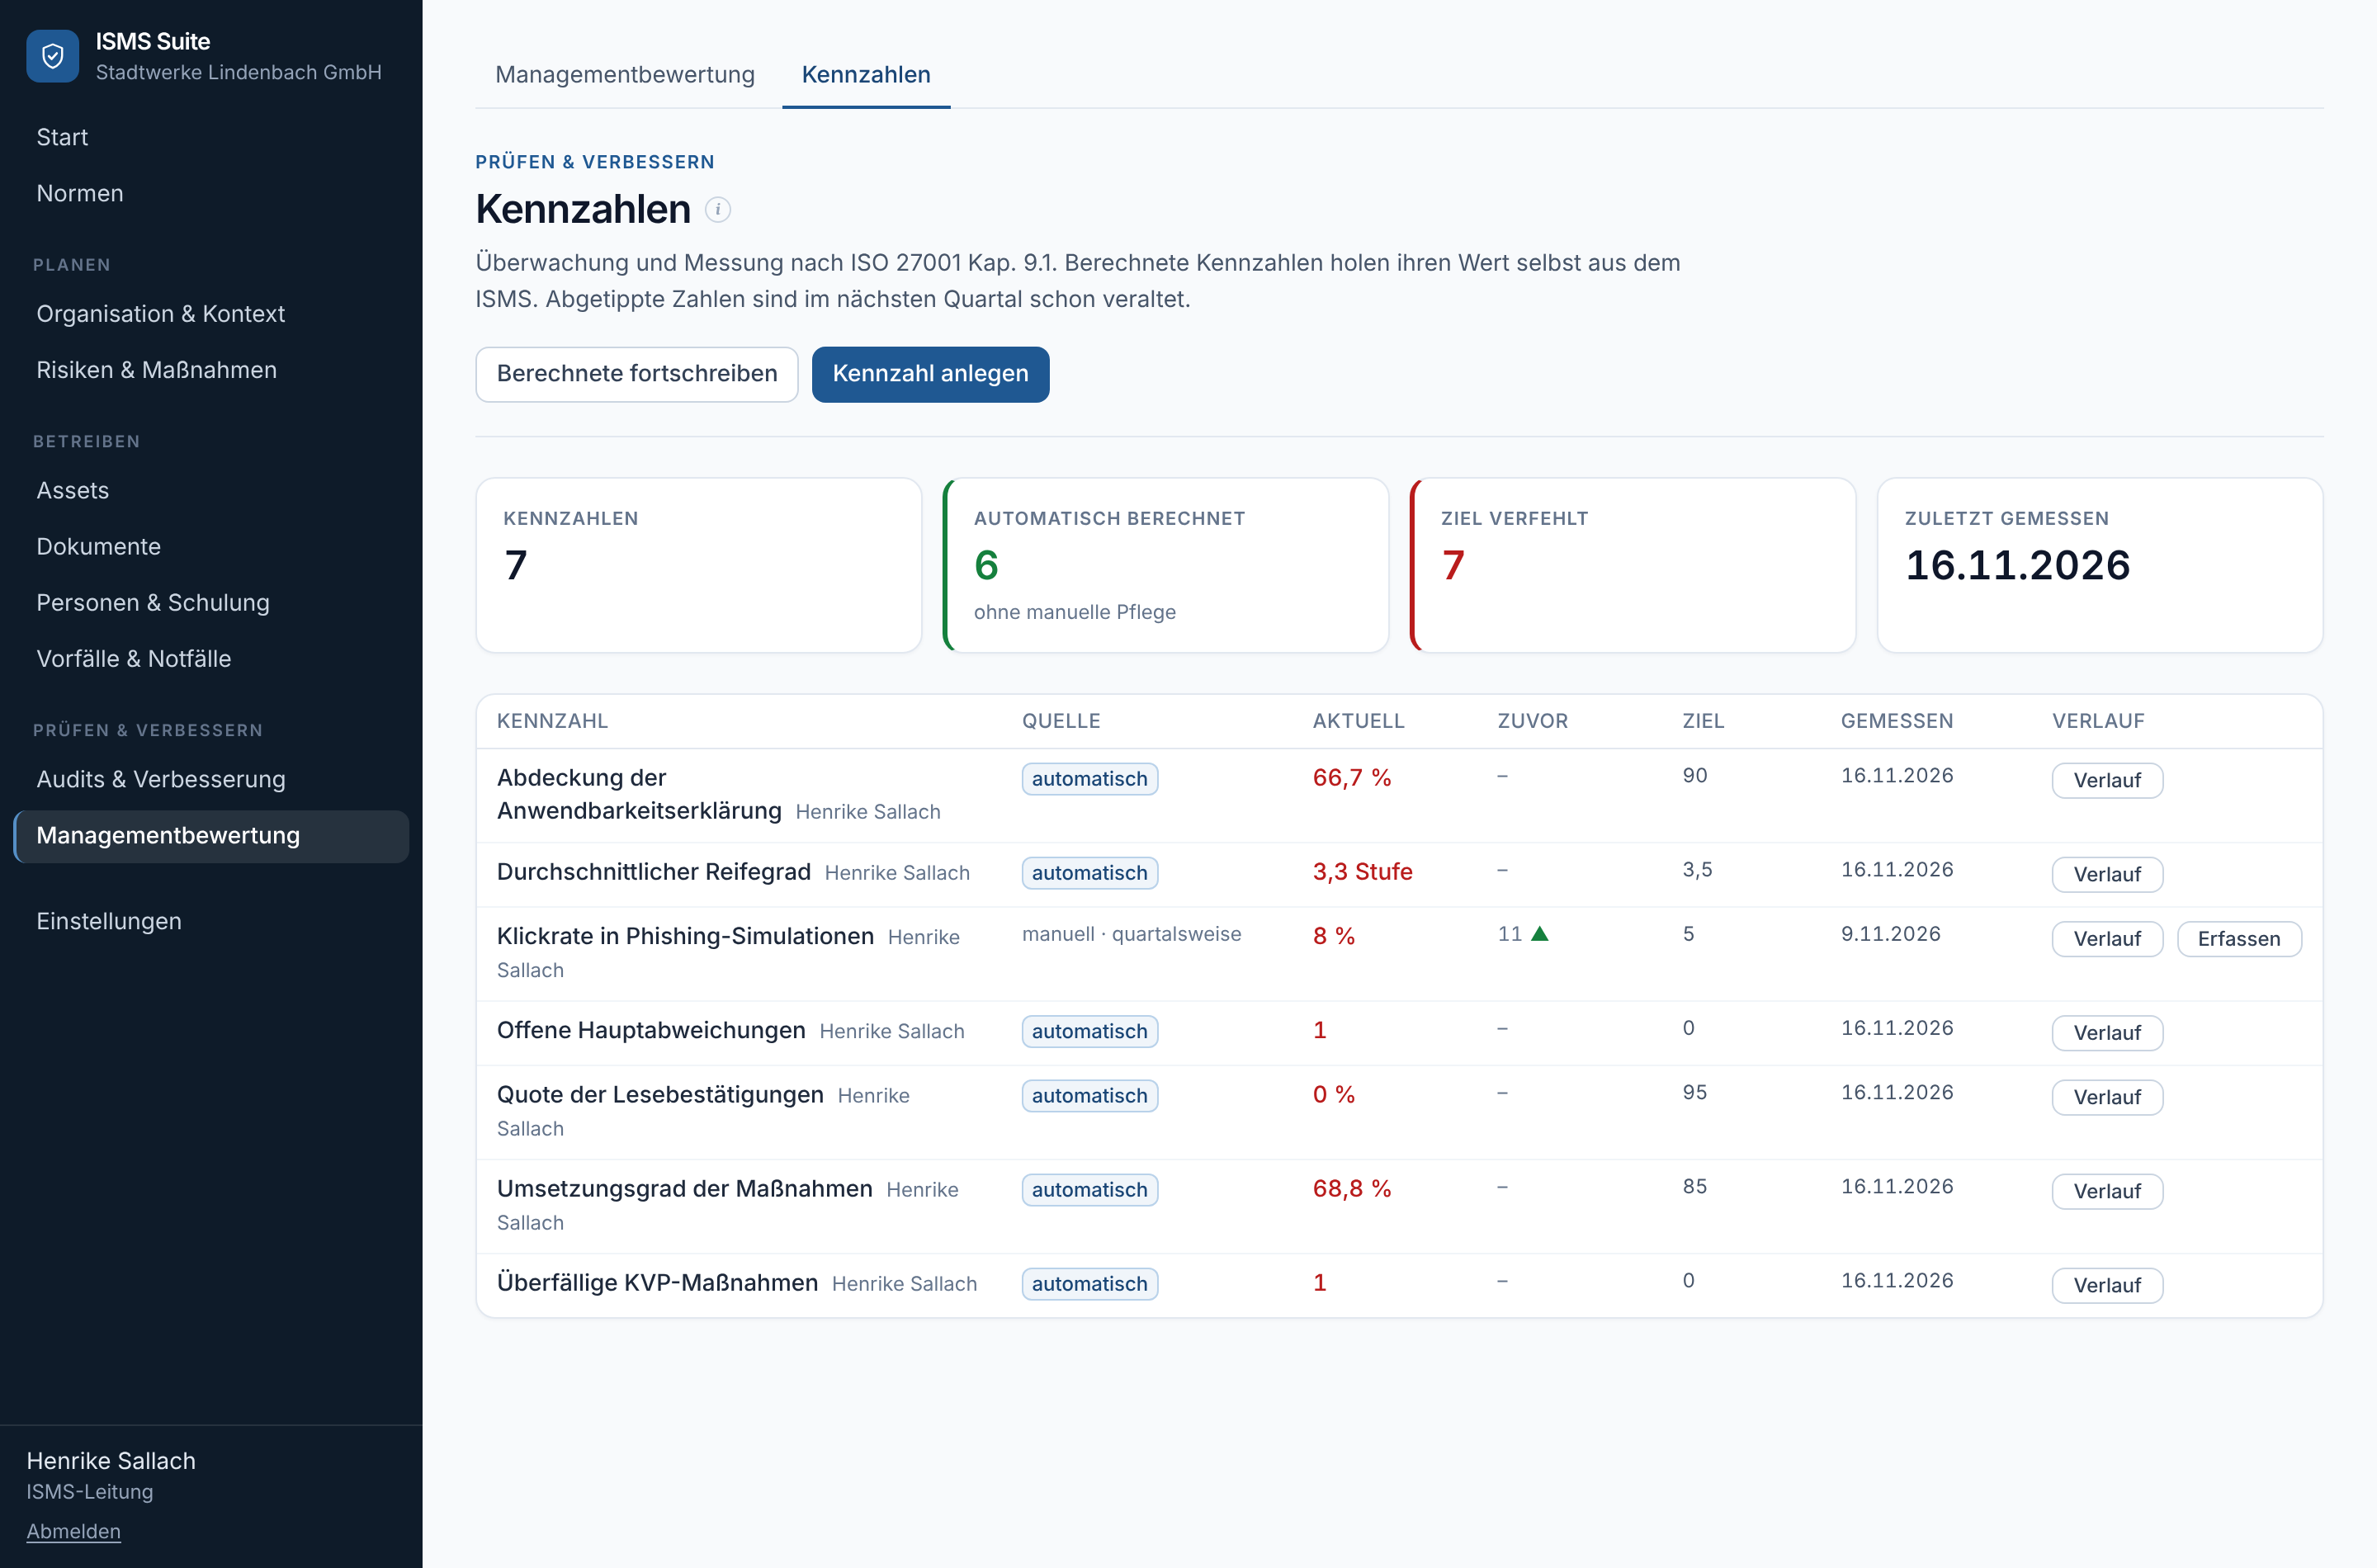 ISMS Suite
Stadtwerke Lindenbach GmbH
Start
Normen
PLANEN
Organisation & Kontext
Risiken & Maßnahmen
BETREIBEN
Assets
Dokumente
Personen & Schulung
Vorfälle & Notfälle
PRÜFEN & VERBESSERN
Audits & Verbesserung
Managementbewertung
Einstellungen
Henrike Sallach
ISMS-Leitung
Abmelden
Managementbewertung Kennzahlen
PRÜFEN & VERBESSERN
Kennzahlen i
Überwachung und Messung nach ISO 27001 Kap. 9.1. Berechnete Kennzahlen holen ihren Wert selbst aus dem
ISMS. Abgetippte Zahlen sind im nächsten Quartal schon veraltet.
Berechnete fortschreiben Kennzahl anlegen
KENNZAHLEN
7
AUTOMATISCH BERECHNET
6
ohne manuelle Pflege
ZIEL VERFEHLT
7
ZULETZT GEMESSEN
16.11.2026
KENNZAHL QUELLE AKTUELL ZUVOR ZIEL GEMESSEN VERLAUF
Abdeckung der
Anwendbarkeitserklärung Henrike Sallach automatisch 66,7 % – 90 16.11.2026 Verlauf
Durchschnittlicher Reifegrad Henrike Sallach automatisch 3,3 Stufe – 3,5 16.11.2026 Verlauf
Klickrate in Phishing-Simulationen Henrike
Sallach manuell · quartalsweise 8 % 11 ▲ 5 9.11.2026 Verlauf Erfassen
Offene Hauptabweichungen Henrike Sallach automatisch 1 – 0 16.11.2026 Verlauf
Quote der Lesebestätigungen Henrike
Sallach automatisch 0 % – 95 16.11.2026 Verlauf
Umsetzungsgrad der Maßnahmen Henrike
Sallach automatisch 68,8 % – 85 16.11.2026 Verlauf
Überfällige KVP-Maßnahmen Henrike Sallach automatisch 1 – 0 16.11.2026 Verlauf